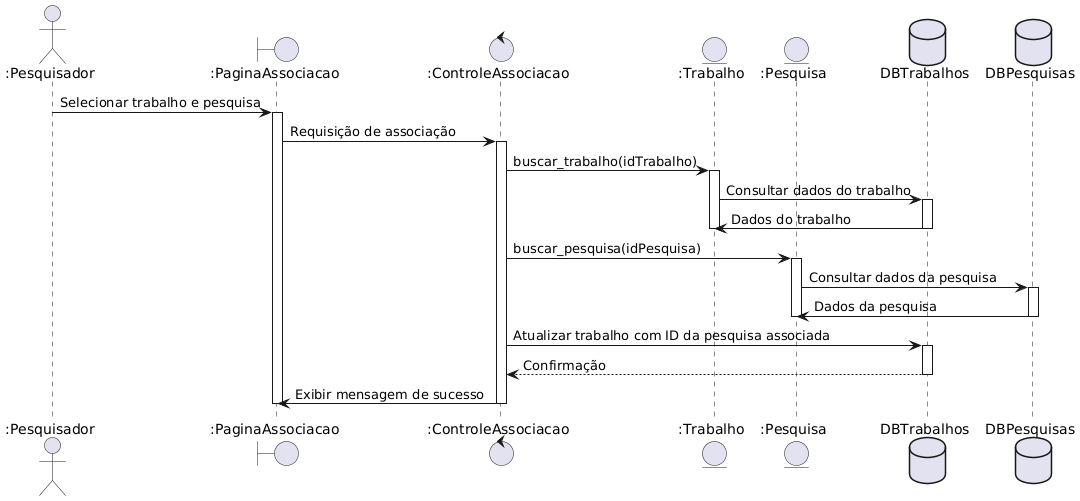 :Pesquisador
:PaginaAssociacao
:ControleAssociacao
:Trabalho
:Pesquisa
DBTrabalhos
DBPesquisas
Selecionar trabalho e pesquisa
Requisição de associação
buscar_trabalho(idTrabalho)
Consultar dados do trabalho
Dados do trabalho
buscar_pesquisa(idPesquisa)
Consultar dados da pesquisa
Dados da pesquisa
Atualizar trabalho com ID da pesquisa associada
Confirmação
Exibir mensagem de sucesso
:Pesquisador
:PaginaAssociacao
:ControleAssociacao
:Trabalho
:Pesquisa
DBTrabalhos
DBPesquisas